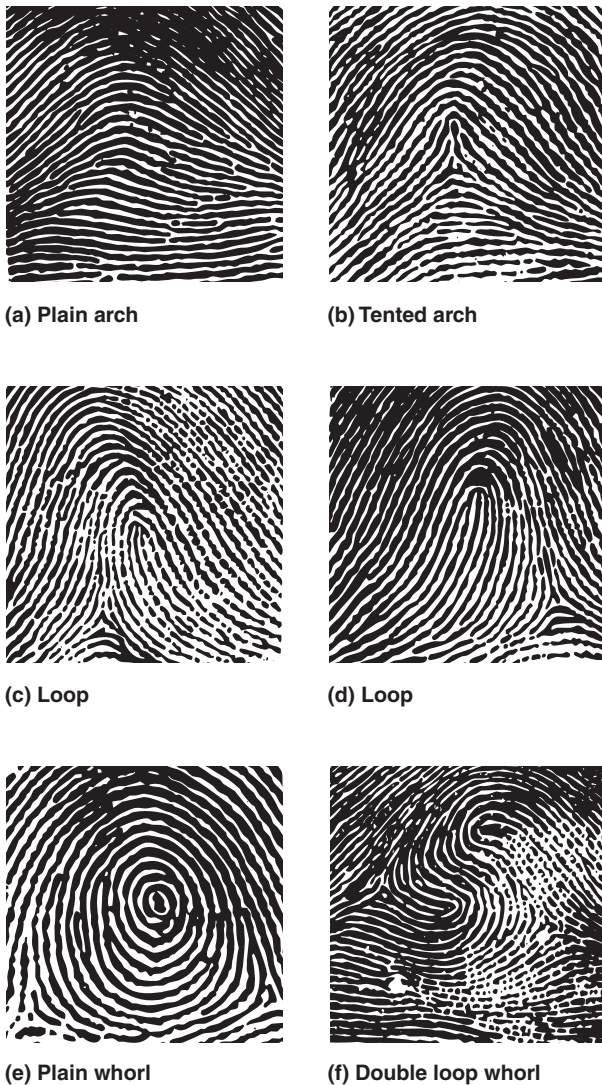 (a) Plain arch
(b) Tented arch
(c) Loop
(d) Loop
(e) Plain whorl
(f) Double loop whorl